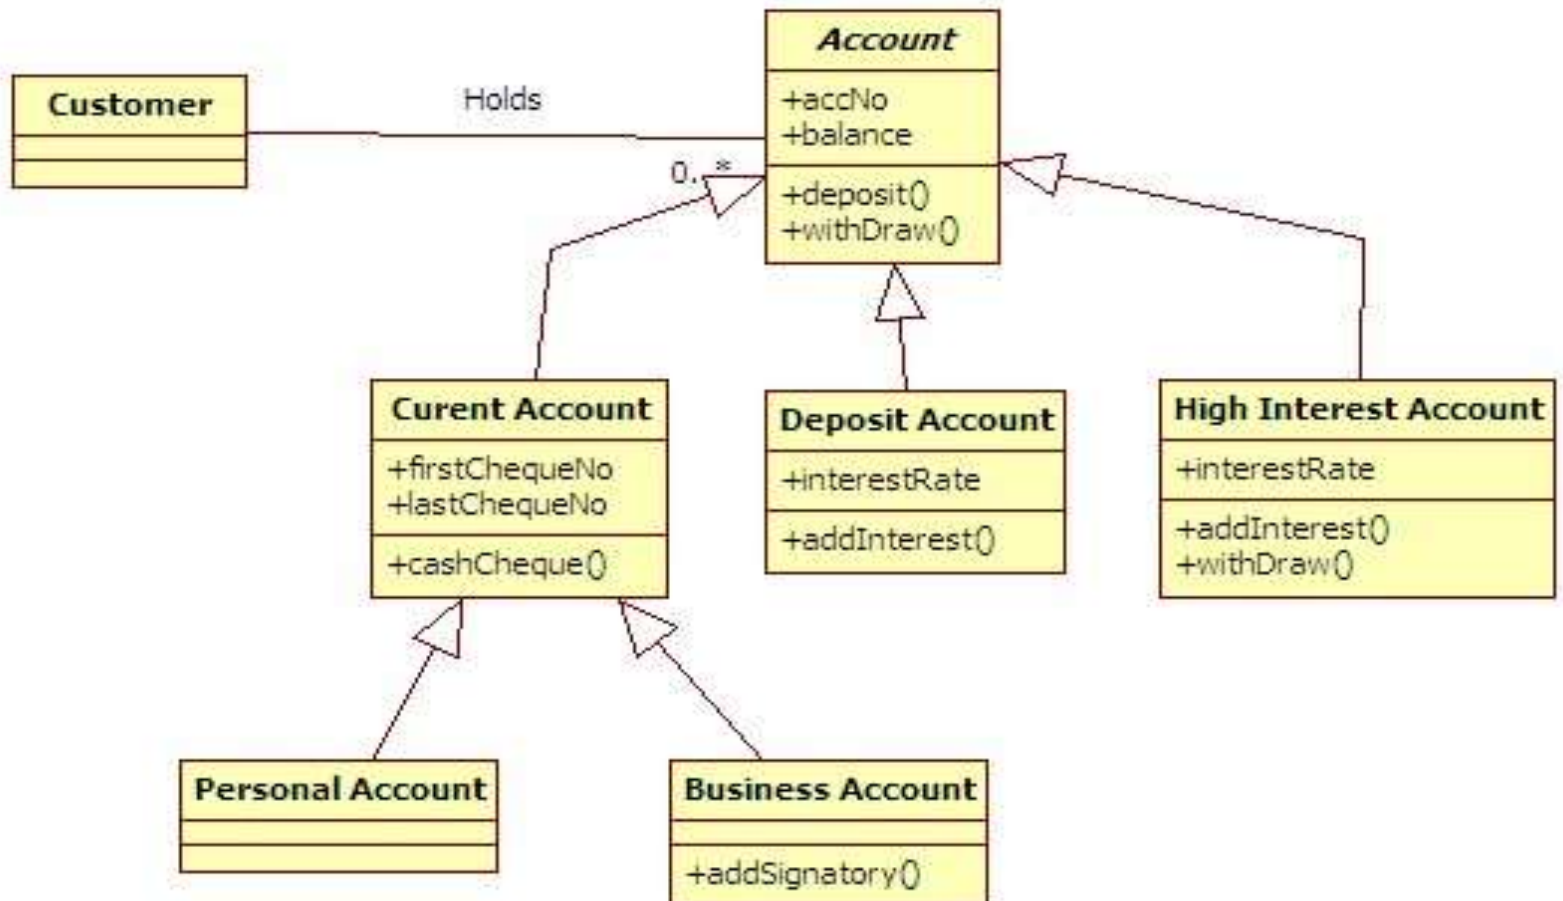 Account
+accNo
+balance
+deposit()
+withDraw()
Customer
Holds
0..*
Curent Account
+firstChequeNo
+lastChequeNo
+cashCheque()
Deposit Account
+interestRate
+addInterest()
High Interest Account
+interestRate
+addInterest()
+withDraw()
Personal Account
Business Account
+addSignatory()